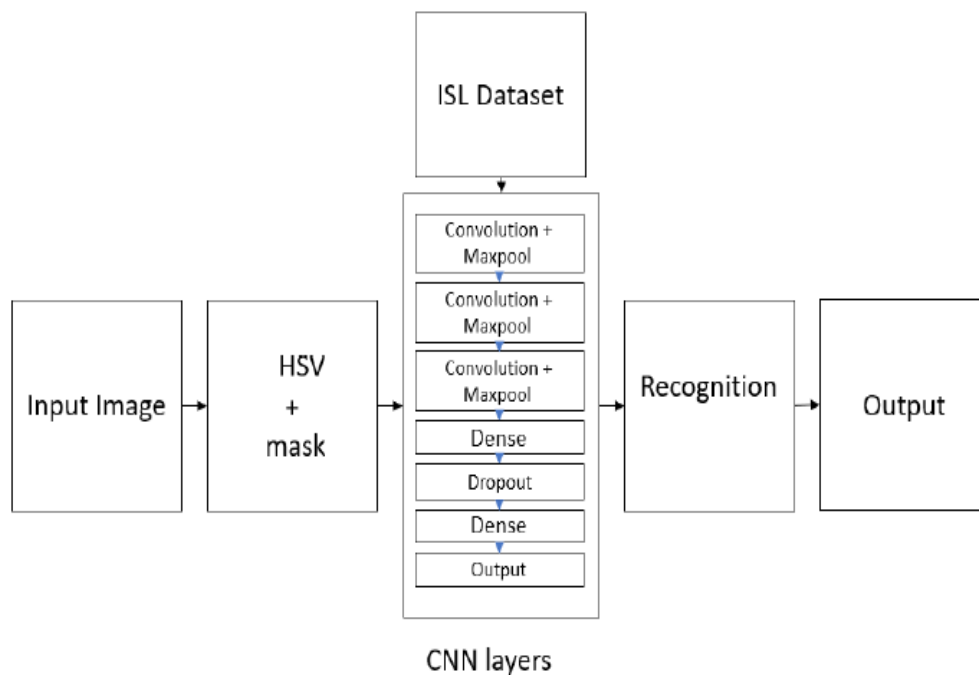 ISL Dataset
Input Image
HSV
+
mask
Convolution +
Maxpool
Convolution +
Maxpool
Convolution +
Maxpool
Dense
Dropout
Dense
Output
Recognition
Output
CNN layers